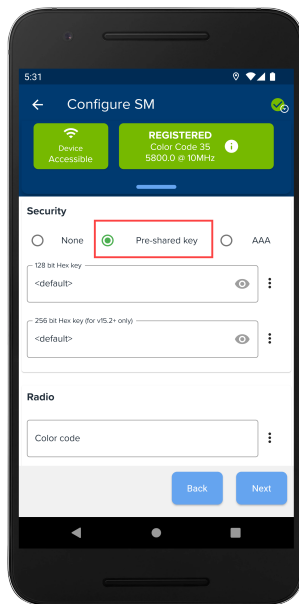 5:31
Configure SM
Device
Accessible
REGISTERED
Color Code 35
5800.0 @ 10MHz
Security
None
Pre-shared key
AAA
128 bit Hex key
<default>
256 bit Hex key (for v15.2+ only)
<default>
Radio
Color code
Back
Next